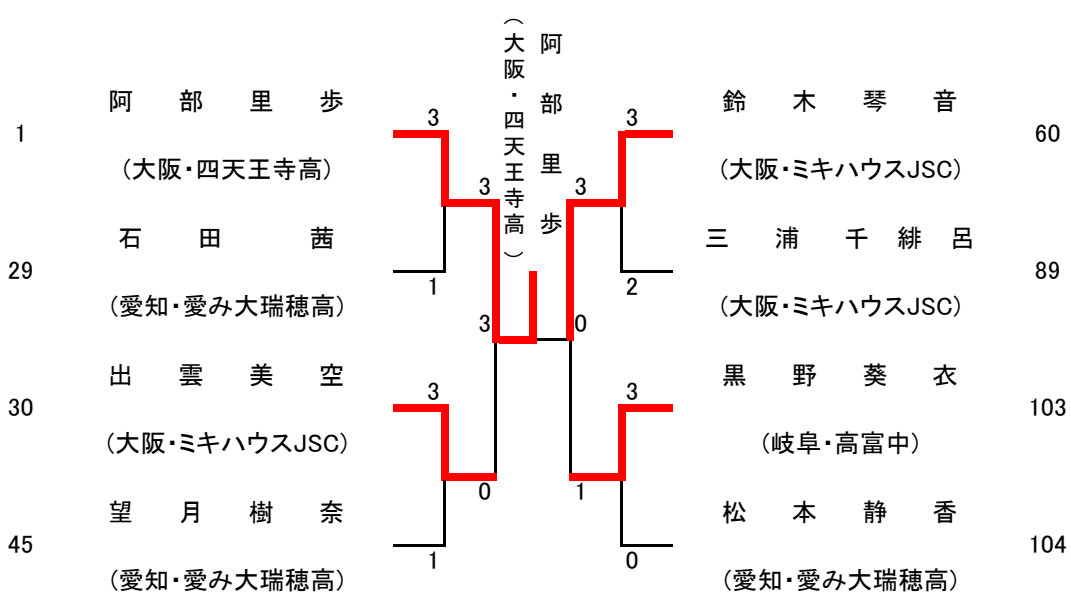 (大阪・四天王寺高)
阿部里歩
1
阿部里歩
(大阪・四天王寺高)
29
石田茜
(愛知・愛み大瑞穂高)
30
出雲美空
(大阪・ミキハウスJSC)
45
望月樹奈
(愛知・愛み大瑞穂高)
3
1
3
1
3
0
3
0
3
1
3
2
3
0
鈴木琴音
(大阪・ミキハウスJSC)
60
三浦千緋呂
(大阪・ミキハウスJSC)
89
黒野葵衣
(岐阜・高富中)
103
松本静香
(愛知・愛み大瑞穂高)
104